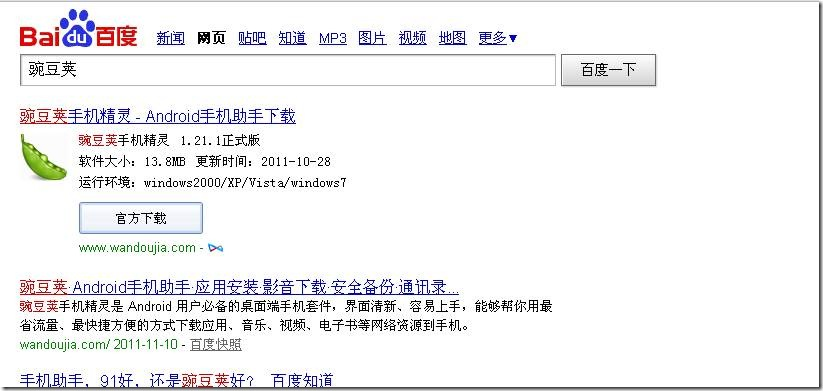 Bai du 百度 新闻 网页 贴吧 知道 MP3 图片 视频 地图 更多▼
豌豆荚 百度一下
豌豆荚手机精灵 - Android手机助手下载
豌豆荚手机精灵 1.21.1正式版
软件大小：13.8MB 更新时间：2011-10-28
运行环境：windows2000/XP/Vista/windows7
官方下载
www.wandoujia.com -
豌豆荚·Android手机助手·应用安装·影音下载·安全备份·通讯录...
豌豆荚手机精灵是 Android 用户必备的桌面端手机套件，界面清新、容易上手，能够帮你用最
省流量、最快捷方便的方式下载应用、音乐、视频、电子书等网络资源到手机。
wandoujia.com/ 2011-11-10 - 百度快照
手机助手，91好，还是豌豆荚好？ 百度知道